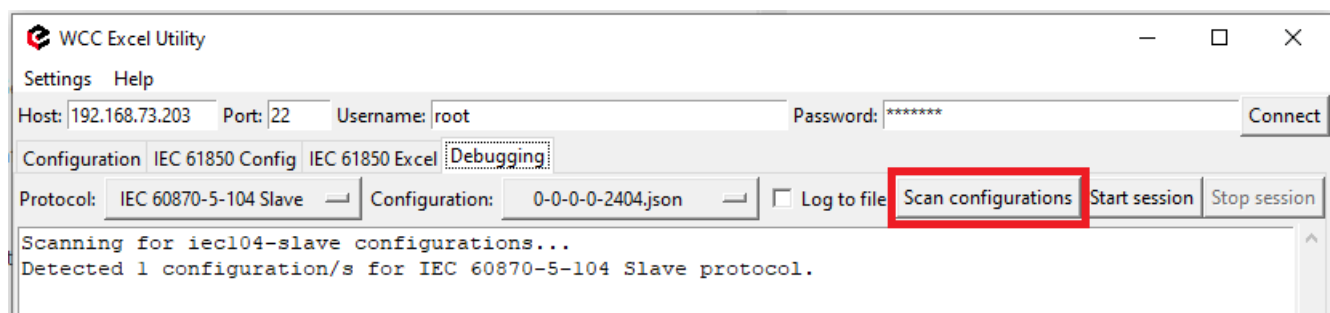 WCC Excel Utility
Settings Help
Host: 192.168.73.203 Port: 22 Username: root Password: ******* Connect
Configuration IEC 61850 Config IEC 61850 Excel Debugging
Protocol: IEC 60870-5-104 Slave Configuration: 0-0-0-0-2404.json Log to file Scan configurations Start session Stop session
Scanning for iec104-slave configurations...
Detected 1 configuration/s for IEC 60870-5-104 Slave protocol.